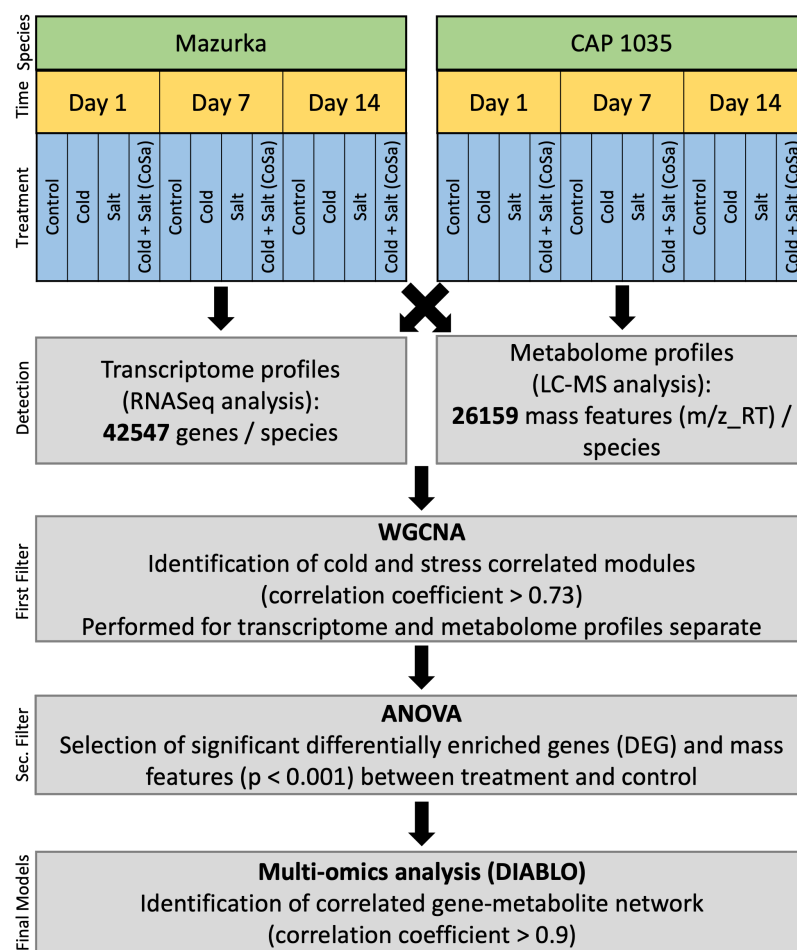 Species
Mazurka
CAP 1035
Time
Day 1
Day 7
Day 14
Day 1
Day 7
Day 14
Treatment
Control
Cold
Salt
Cold + Salt (CoSa)
Control
Cold
Salt
Cold + Salt (CoSa)
Control
Cold
Salt
Cold + Salt (CoSa)
Control
Cold
Salt
Cold + Salt (CoSa)
Control
Cold
Salt
Cold + Salt (CoSa)
Control
Cold
Salt
Cold + Salt (CoSa)
Detection
Transcriptome profiles
(RNASeq analysis):
42547 genes / species
Metabolome profiles
(LC-MS analysis):
26159 mass features (m/z_RT) /
species
First Filter
WGCNA
Identification of cold and stress correlated modules
(correlation coefficient > 0.73)
Performed for transcriptome and metabolome profiles separate
Sec. Filter
ANOVA
Selection of significant differentially enriched genes (DEG) and mass
features (p < 0.001) between treatment and control
Final Models
Multi-omics analysis (DIABLO)
Identification of correlated gene-metabolite network
(correlation coefficient > 0.9)